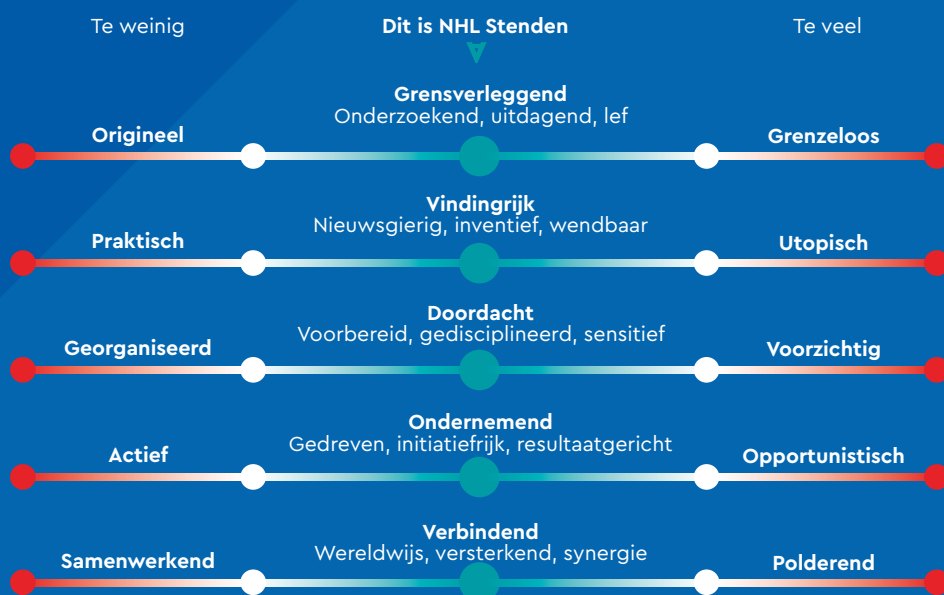 Te weinig
Dit is NHL Stenden
Te veel
Grensverleggend
Onderzoekend, uitdagend, lef
Origineel
Grenzeloos
Vindingrijk
Nieuwsgierig, inventief, wendbaar
Praktisch
Utopisch
Doordacht
Voorbereid, gedisciplineerd, sensitief
Georganiseerd
Voorzichtig
Ondernemend
Gedreven, initiatiefrijk, resultaatgericht
Actief
Opportunistisch
Verbindend
Wereldwijs, versterkend, synergie
Samenwerkend
Polderend